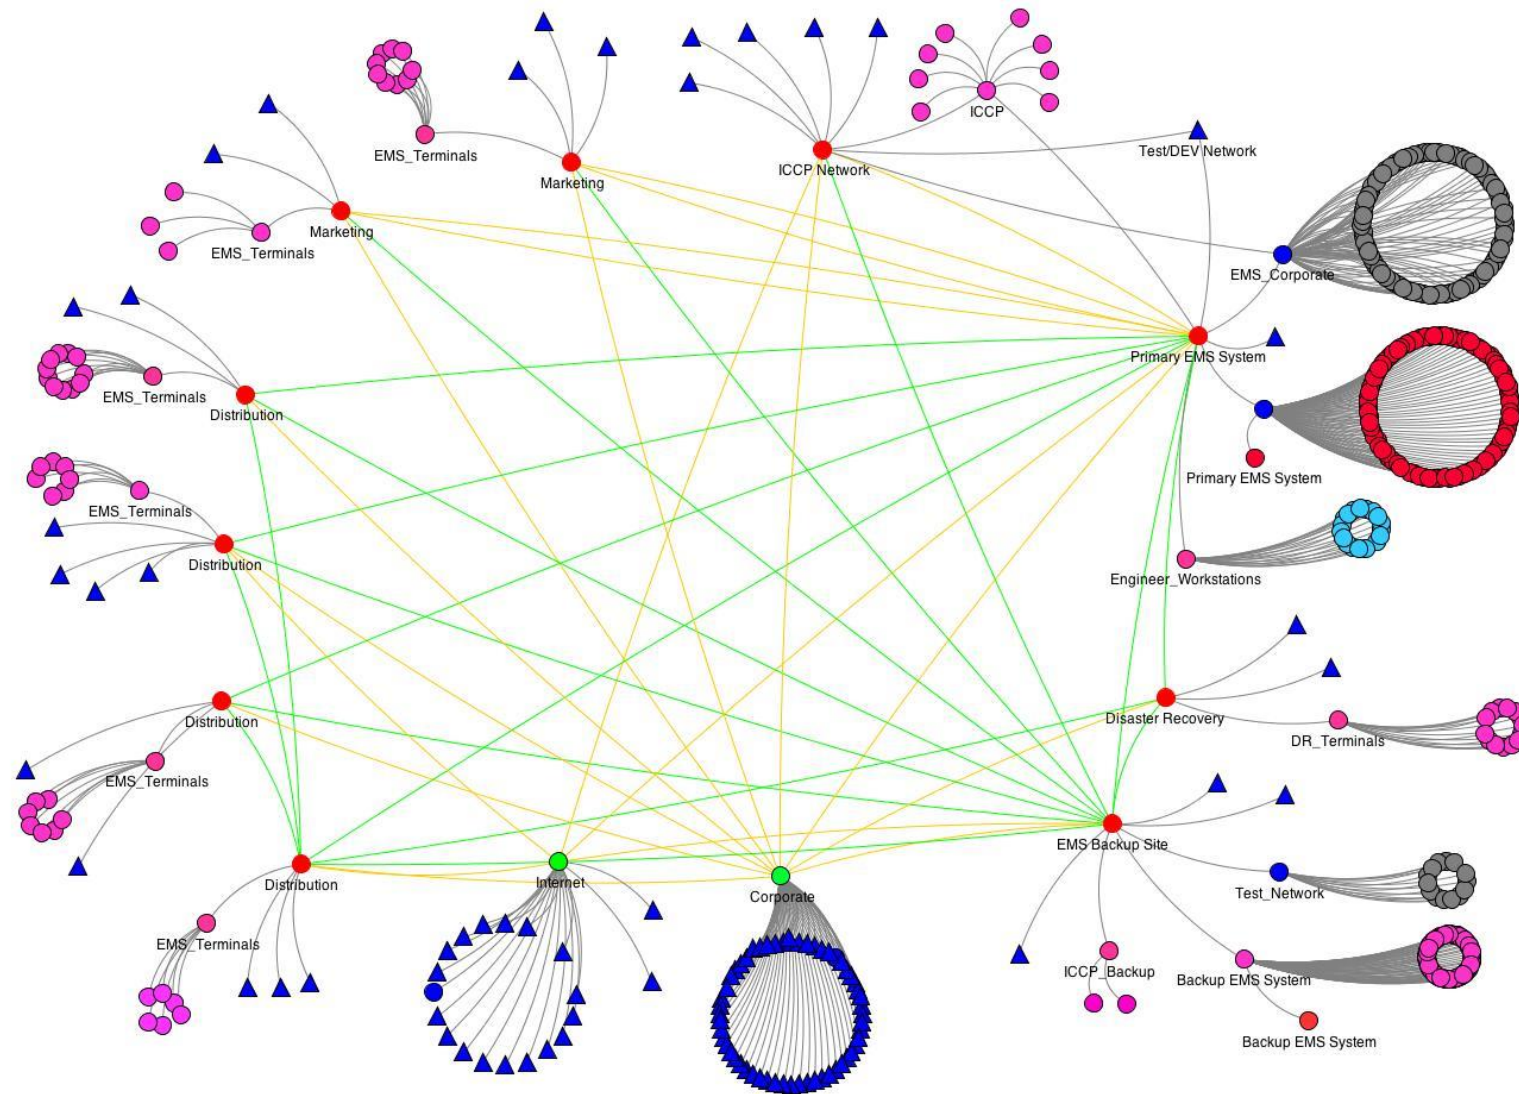 ICCP
EMS_Terminals
Test/DEV Network
ICCP Network
Marketing
Marketing
EMS_Terminals
EMS_Corporate
Primary EMS System
EMS_Terminals
Distribution
Primary EMS System
EMS_Terminals
Distribution
Engineer_Workstations
Distribution
Disaster Recovery
DR_Terminals
EMS_Terminals
EMS Backup Site
Distribution
Internet
Corporate
Test_Network
EMS_Terminals
ICCP_Backup
Backup EMS System
Backup EMS System